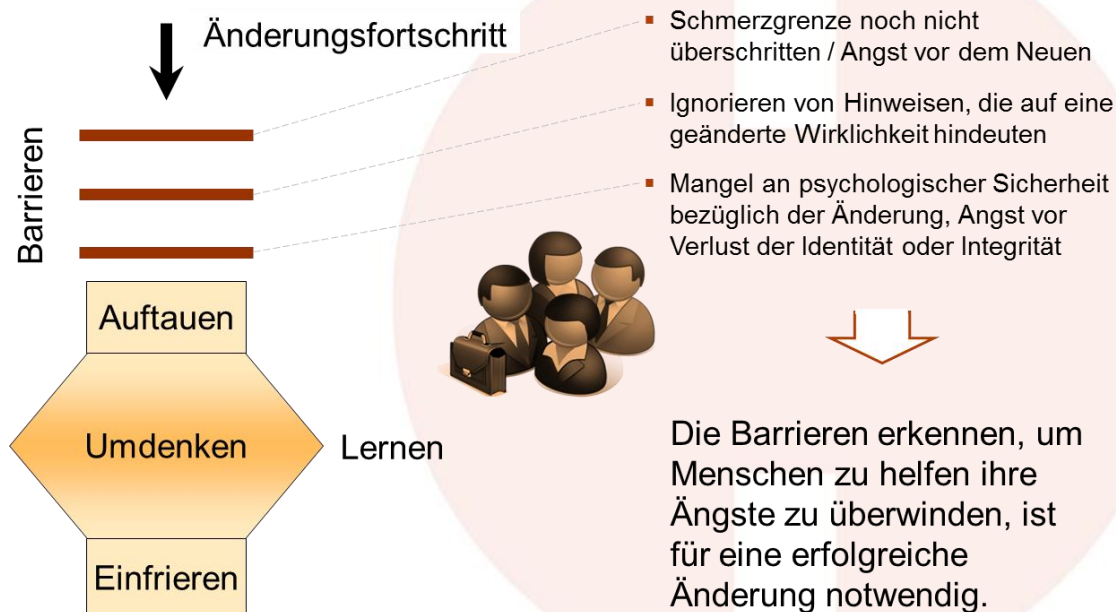 Änderungsfortschritt
Barrieren
Auftauen
Umdenken
Lernen
Einfrieren
▪ Schmerzgrenze noch nicht
überschritten / Angst vor dem Neuen
▪ Ignorieren von Hinweisen, die auf eine
geänderte Wirklichkeit hindeuten
▪ Mangel an psychologischer Sicherheit
bezüglich der Änderung, Angst vor
Verlust der Identität oder Integrität
Die Barrieren erkennen, um
Menschen zu helfen ihre
Ängste zu überwinden, ist
für eine erfolgreiche
Änderung notwendig.